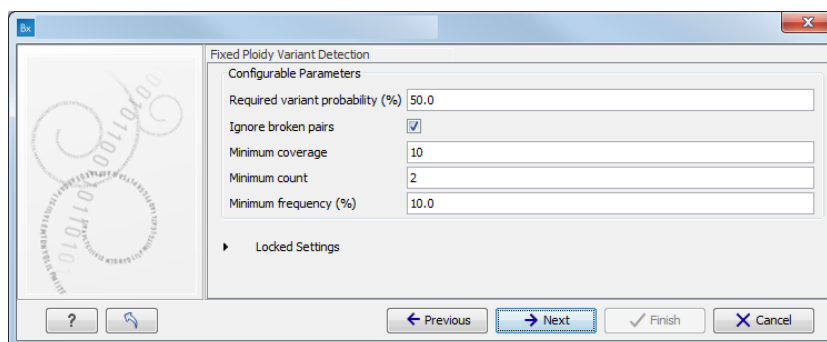 Bx
Fixed Ploidy Variant Detection
Configurable Parameters
Required variant probability (%) 50.0
Ignore broken pairs
Minimum coverage 10
Minimum count 2
Minimum frequency (%) 10.0
Locked Settings
? Previous Next Finish Cancel